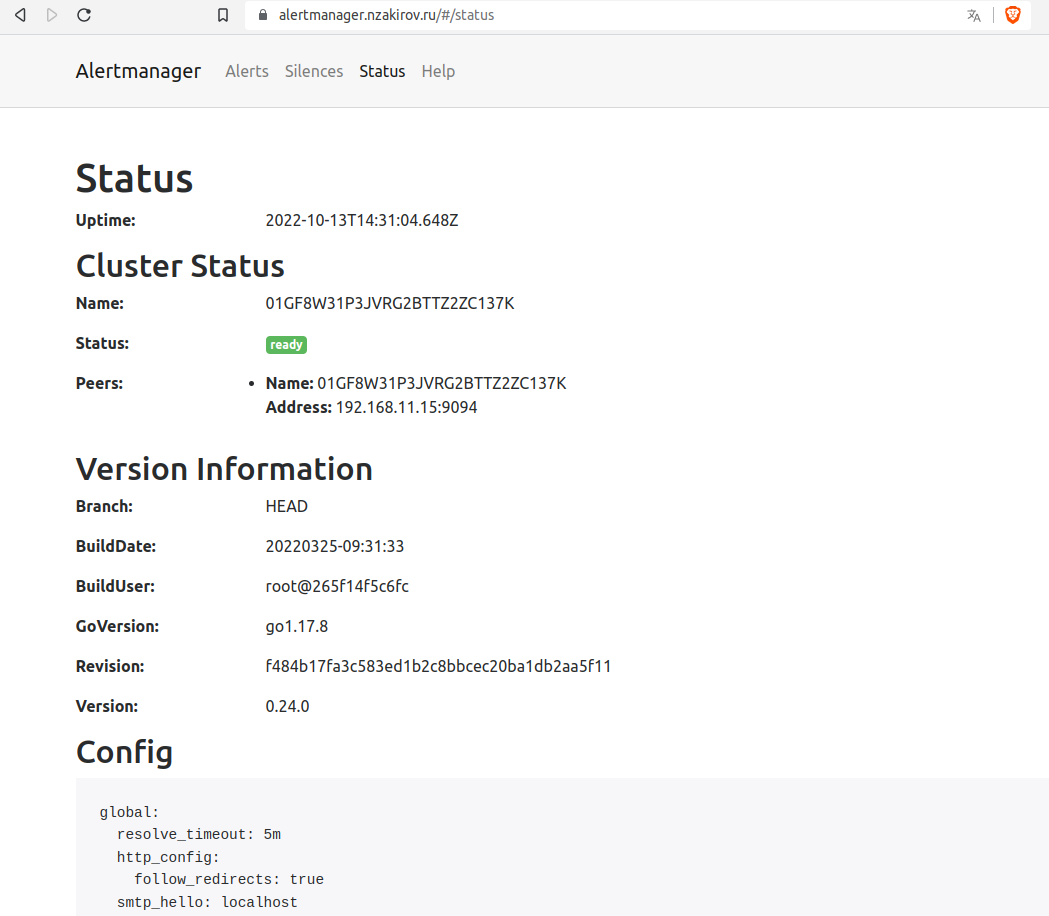 alertmanager.nzakirov.ru/#/status
Alertmanager Alerts Silences Status Help
Status
Uptime: 2022-10-13T14:31:04.648Z
Cluster Status
Name: 01GF8W31P3JVRG2BTTZ2ZC137K
Status: ready
Peers: • Name: 01GF8W31P3JVRG2BTTZ2ZC137K
Address: 192.168.11.15:9094
Version Information
Branch: HEAD
BuildDate: 20220325-09:31:33
BuildUser: root@265f14f5c6fc
GoVersion: go1.17.8
Revision: f484b17fa3c583ed1b2c8bbcec20ba1db2aa5f11
Version: 0.24.0
Config
global:
  resolve_timeout: 5m
  http_config:
    follow_redirects: true
  smtp_hello: localhost